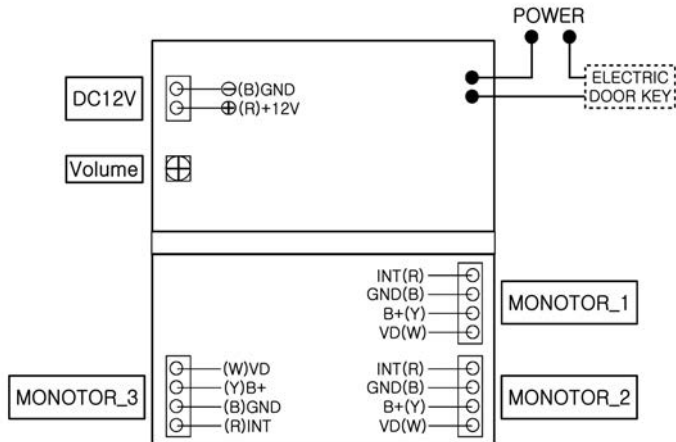 POWER
ELECTRIC
DOOR KEY
DC12V
⊖(B)GND
⊕(R)+12V
Volume
INT(R)
GND(B)
B+(Y)
VD(W)
MONOTOR_1
MONOTOR_3
(W)VD
(Y)B+
(B)GND
(R)INT
INT(R)
GND(B)
B+(Y)
VD(W)
MONOTOR_2